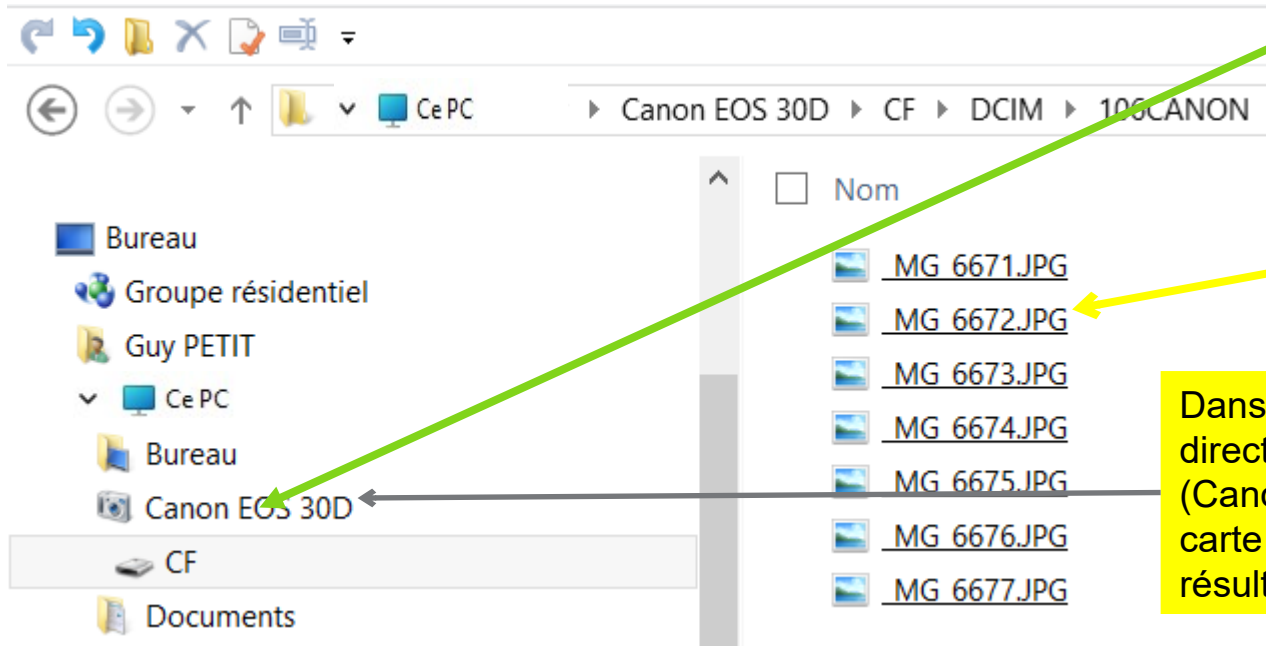 Ce PC Canon EOS 30D CF DCIM 106CANON
Nom
Bureau
Groupe résidentiel
Guy PETIT
Ce PC
Bureau
Canon EOS 30D
CF
Documents
_MG_6671.JPG
_MG_6672.JPG
_MG_6673.JPG
_MG_6674.JPG
_MG_6675.JPG
_MG_6676.JPG
_MG_6677.JPG
Dans
direct
(Cano
carte
résult